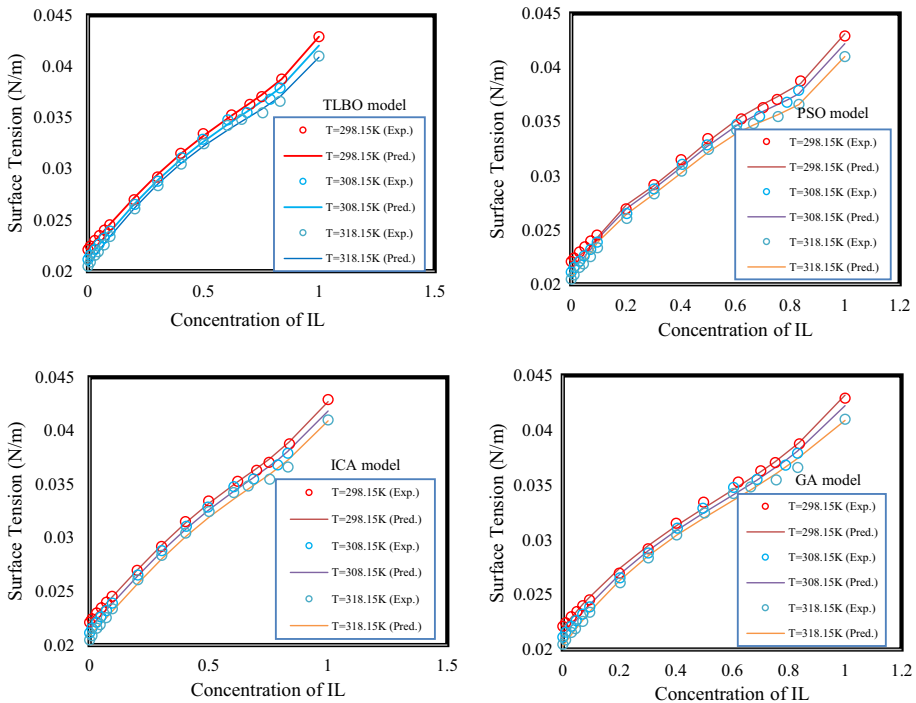 0.045
0.04
0.035
0.03
0.025
0.02
Surface Tension (N/m)
TLBO model
T=298.15K (Exp.)
T=298.15K (Pred.)
T=308.15K (Exp.)
T=308.15K (Pred.)
T=318.15K (Exp.)
T=318.15K (Pred.)
0 0.5 1 1.5
Concentration of IL
0.045
0.04
0.035
0.03
0.025
0.02
Surface Tension (N/m)
PSO model
T=298.15K (Exp.)
T=298.15K (Pred.)
T=308.15K (Exp.)
T=308.15K (Pred.)
T=318.15K (Exp.)
T=318.15K (Pred.)
0 0.2 0.4 0.6 0.8 1 1.2
Concentration of IL
0.045
0.04
0.035
0.03
0.025
0.02
Surface Tension (N/m)
ICA model
T=298.15K (Exp.)
T=298.15K (Pred.)
T=308.15K (Exp.)
T=308.15K (Pred.)
T=318.15K (Exp.)
T=318.15K (Pred.)
0 0.5 1 1.5
Concentration of IL
0.045
0.04
0.035
0.03
0.025
0.02
Surface Tension (N/m)
GA model
T=298.15K (Exp.)
T=298.15K (Pred.)
T=308.15K (Exp.)
T=308.15K (Pred.)
T=318.15K (Exp.)
T=318.15K (Pred.)
0 0.2 0.4 0.6 0.8 1 1.2
Concentration of IL